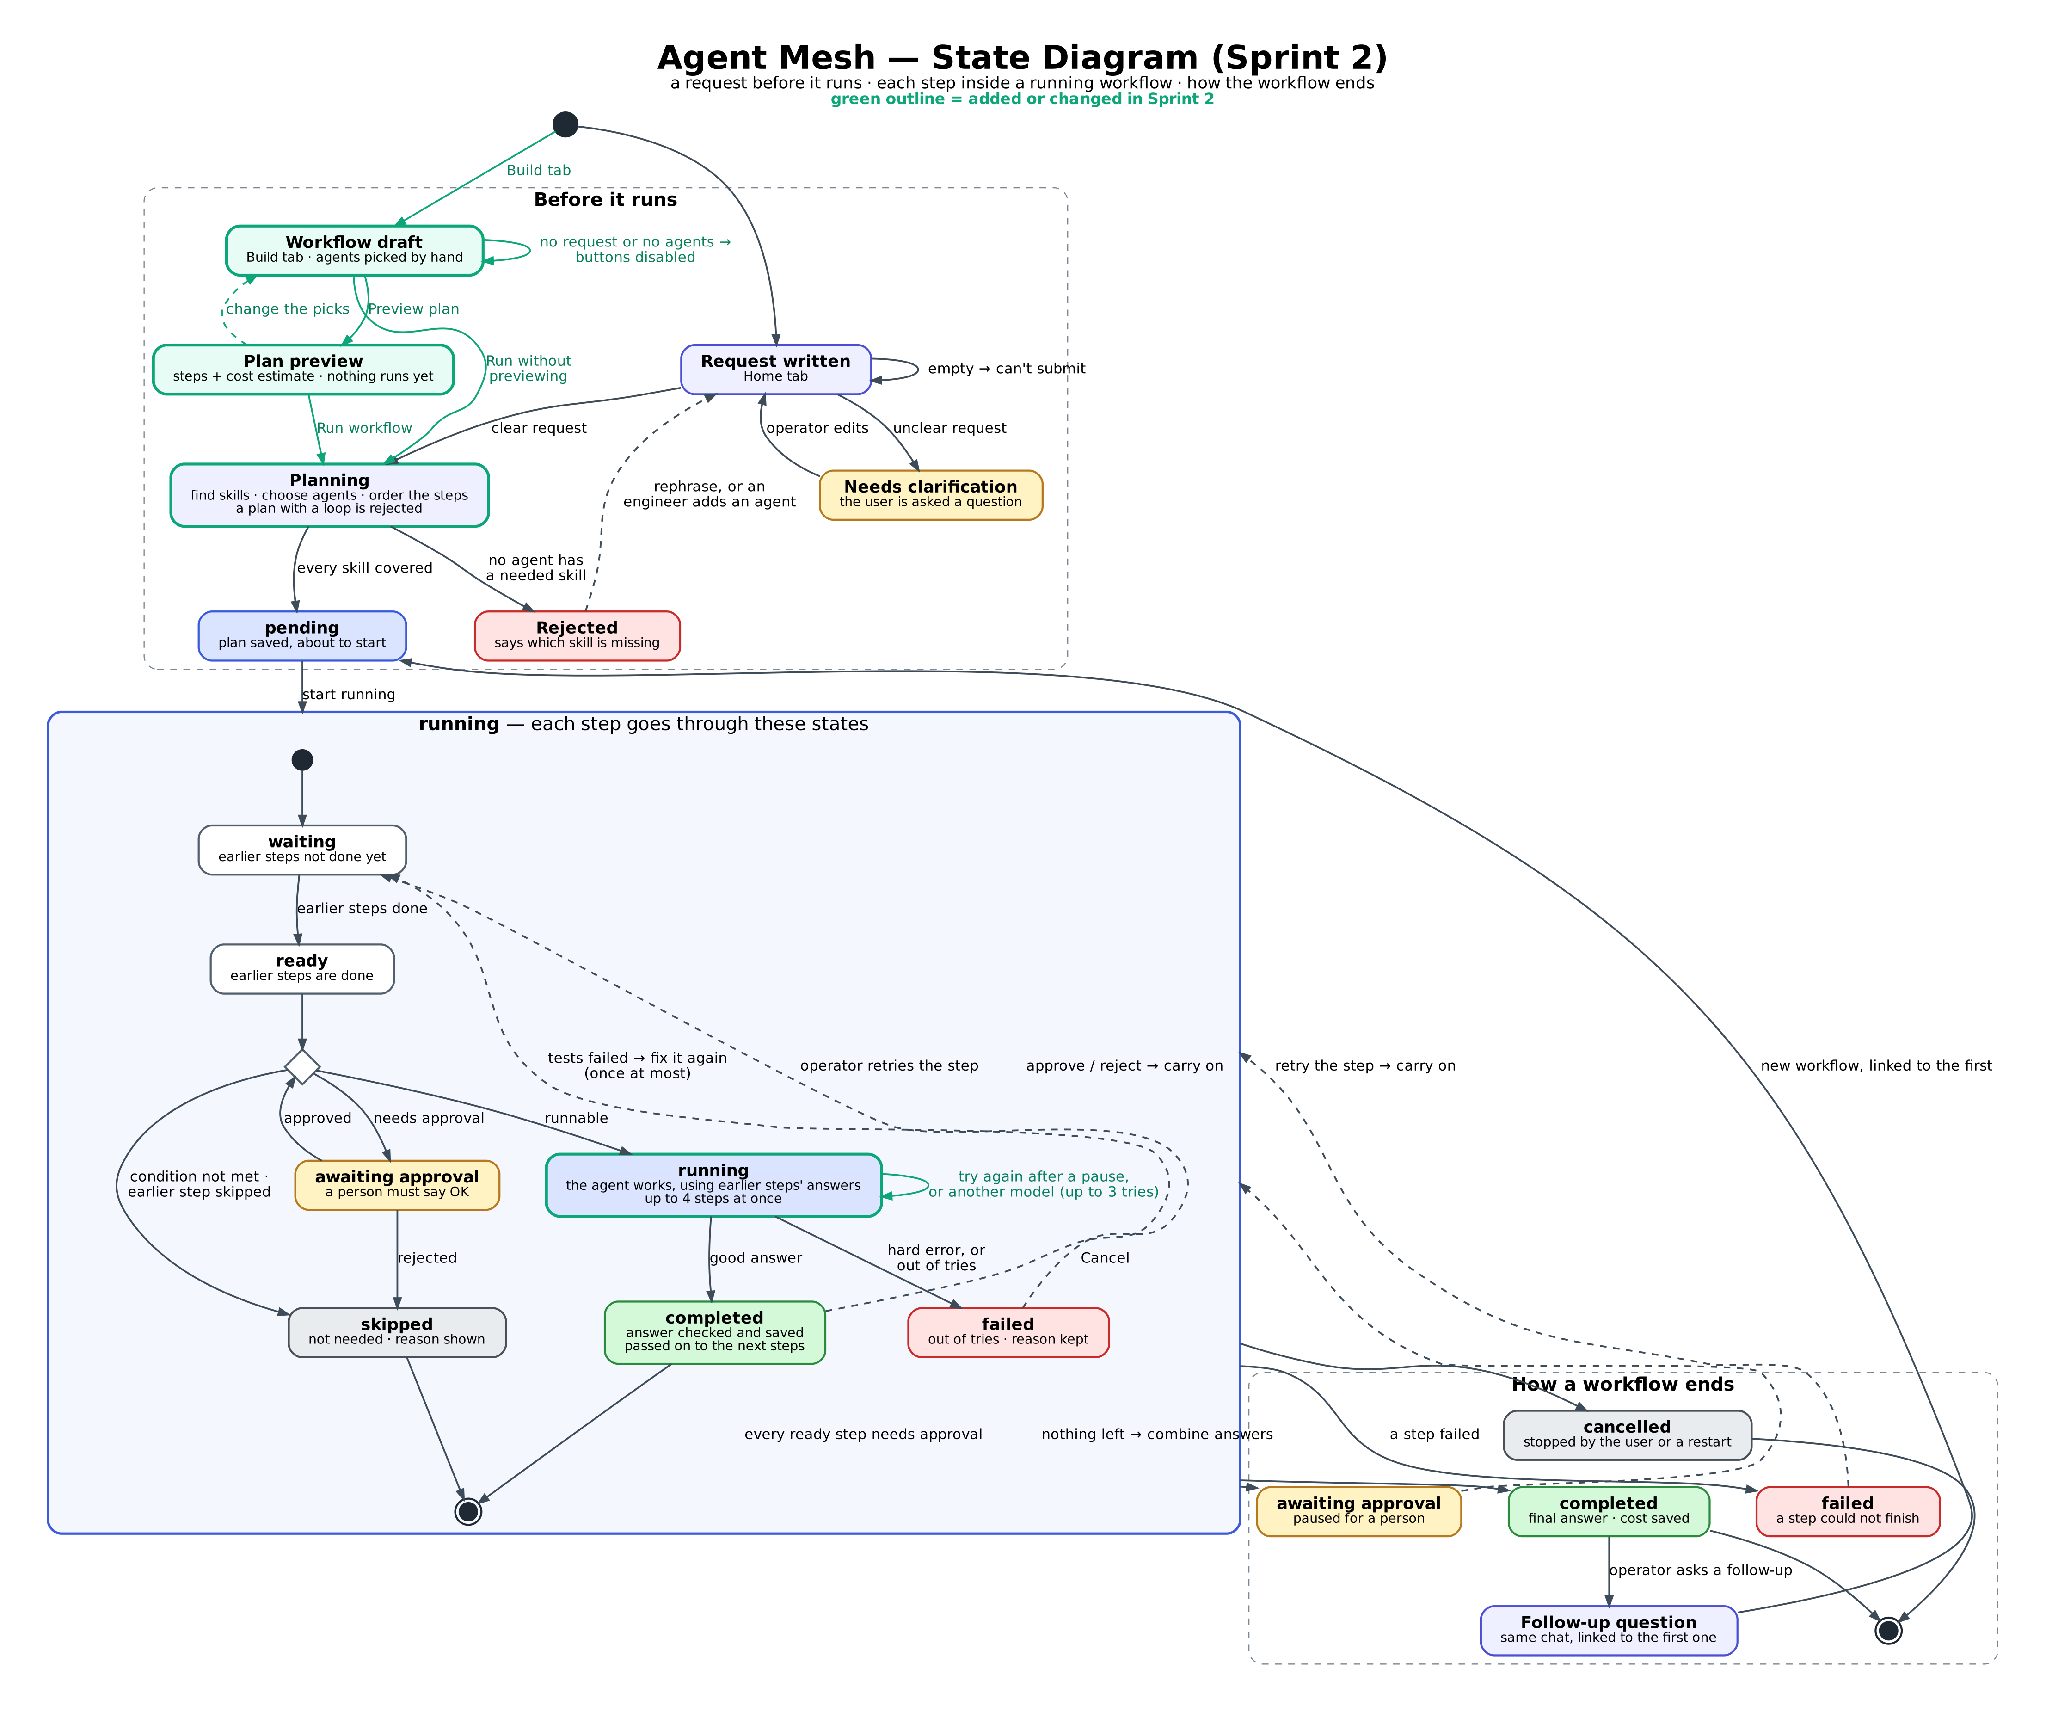 Agent Mesh — State Diagram (Sprint 2)
a request before it runs · each step inside a running workflow · how the workflow ends
green outline = added or changed in Sprint 2
Build tab
Before it runs
Workflow draft
Build tab · agents picked by hand
no request or no agents →
buttons disabled
change the picks
Preview plan
Plan preview
steps + cost estimate · nothing runs yet
Run without
previewing
Request written
Home tab
empty → can't submit
Run workflow
clear request
operator edits
unclear request
Planning
find skills · choose agents · order the steps
a plan with a loop is rejected
rephrase, or an
engineer adds an agent
Needs clarification
the user is asked a question
every skill covered
no agent has
a needed skill
pending
plan saved, about to start
Rejected
says which skill is missing
start running
running — each step goes through these states
waiting
earlier steps not done yet
earlier steps done
ready
earlier steps are done
tests failed → fix it again
(once at most)
operator retries the step
approve / reject → carry on
retry the step → carry on
new workflow, linked to the first
approved
needs approval
runnable
condition not met ·
earlier step skipped
awaiting approval
a person must say OK
running
the agent works, using earlier steps' answers
up to 4 steps at once
try again after a pause,
or another model (up to 3 tries)
rejected
good answer
hard error, or
out of tries
Cancel
skipped
not needed · reason shown
completed
answer checked and saved
passed on to the next steps
failed
out of tries · reason kept
How a workflow ends
cancelled
stopped by the user or a restart
every ready step needs approval
nothing left → combine answers
a step failed
awaiting approval
paused for a person
completed
final answer · cost saved
failed
a step could not finish
operator asks a follow-up
Follow-up question
same chat, linked to the first one